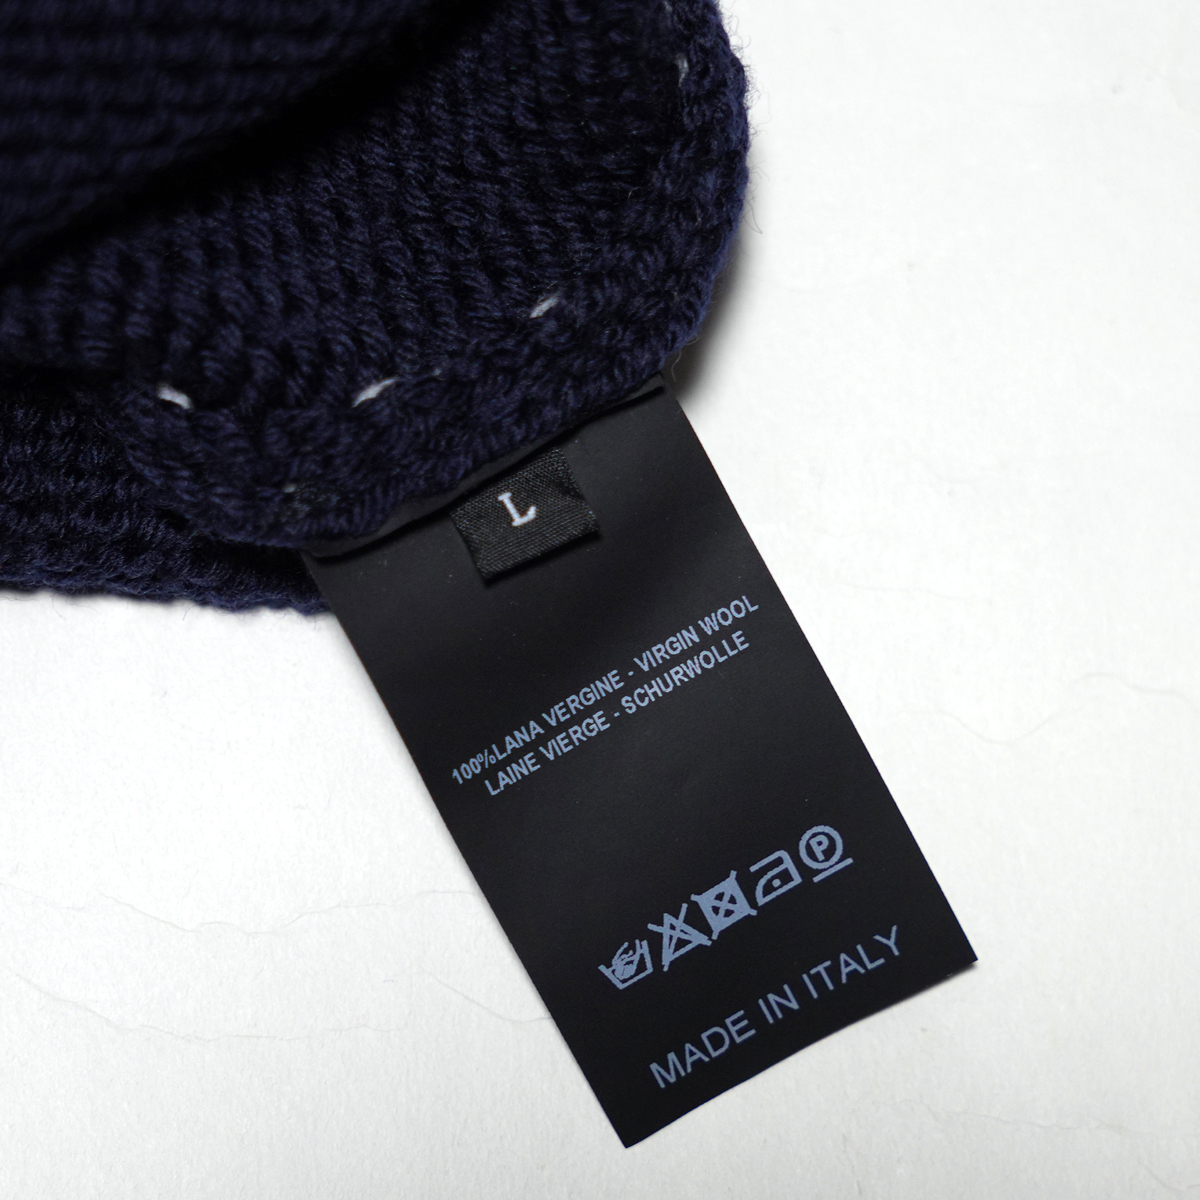 L
100%LANA VERGINE - VIRGIN WOOL
LAINE VIERGE - SCHURWOLLE
P
MADE IN ITALY